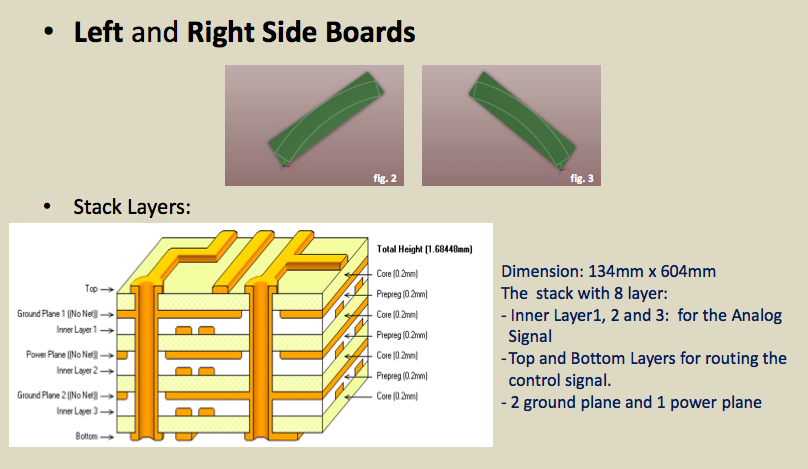 • Left and Right Side Boards
fig. 2
fig. 3
• Stack Layers:
Total Height (1.68448mm)
Core (0.2mm)
Top
Prepreg (0.2mm)
Ground Plane 1 ((No Net))
Core (0.2mm)
Inner Layer 1
Prepreg (0.2mm)
Power Plane ((No Net))
Core (0.2mm)
Inner Layer 2
Prepreg (0.2mm)
Ground Plane 2 ((No Net))
Core (0.2mm)
Inner Layer 3
Bottom
Dimension: 134mm x 604mm
The stack with 8 layer:
- Inner Layer1, 2 and 3: for the Analog
Signal
- Top and Bottom Layers for routing the
control signal.
- 2 ground plane and 1 power plane